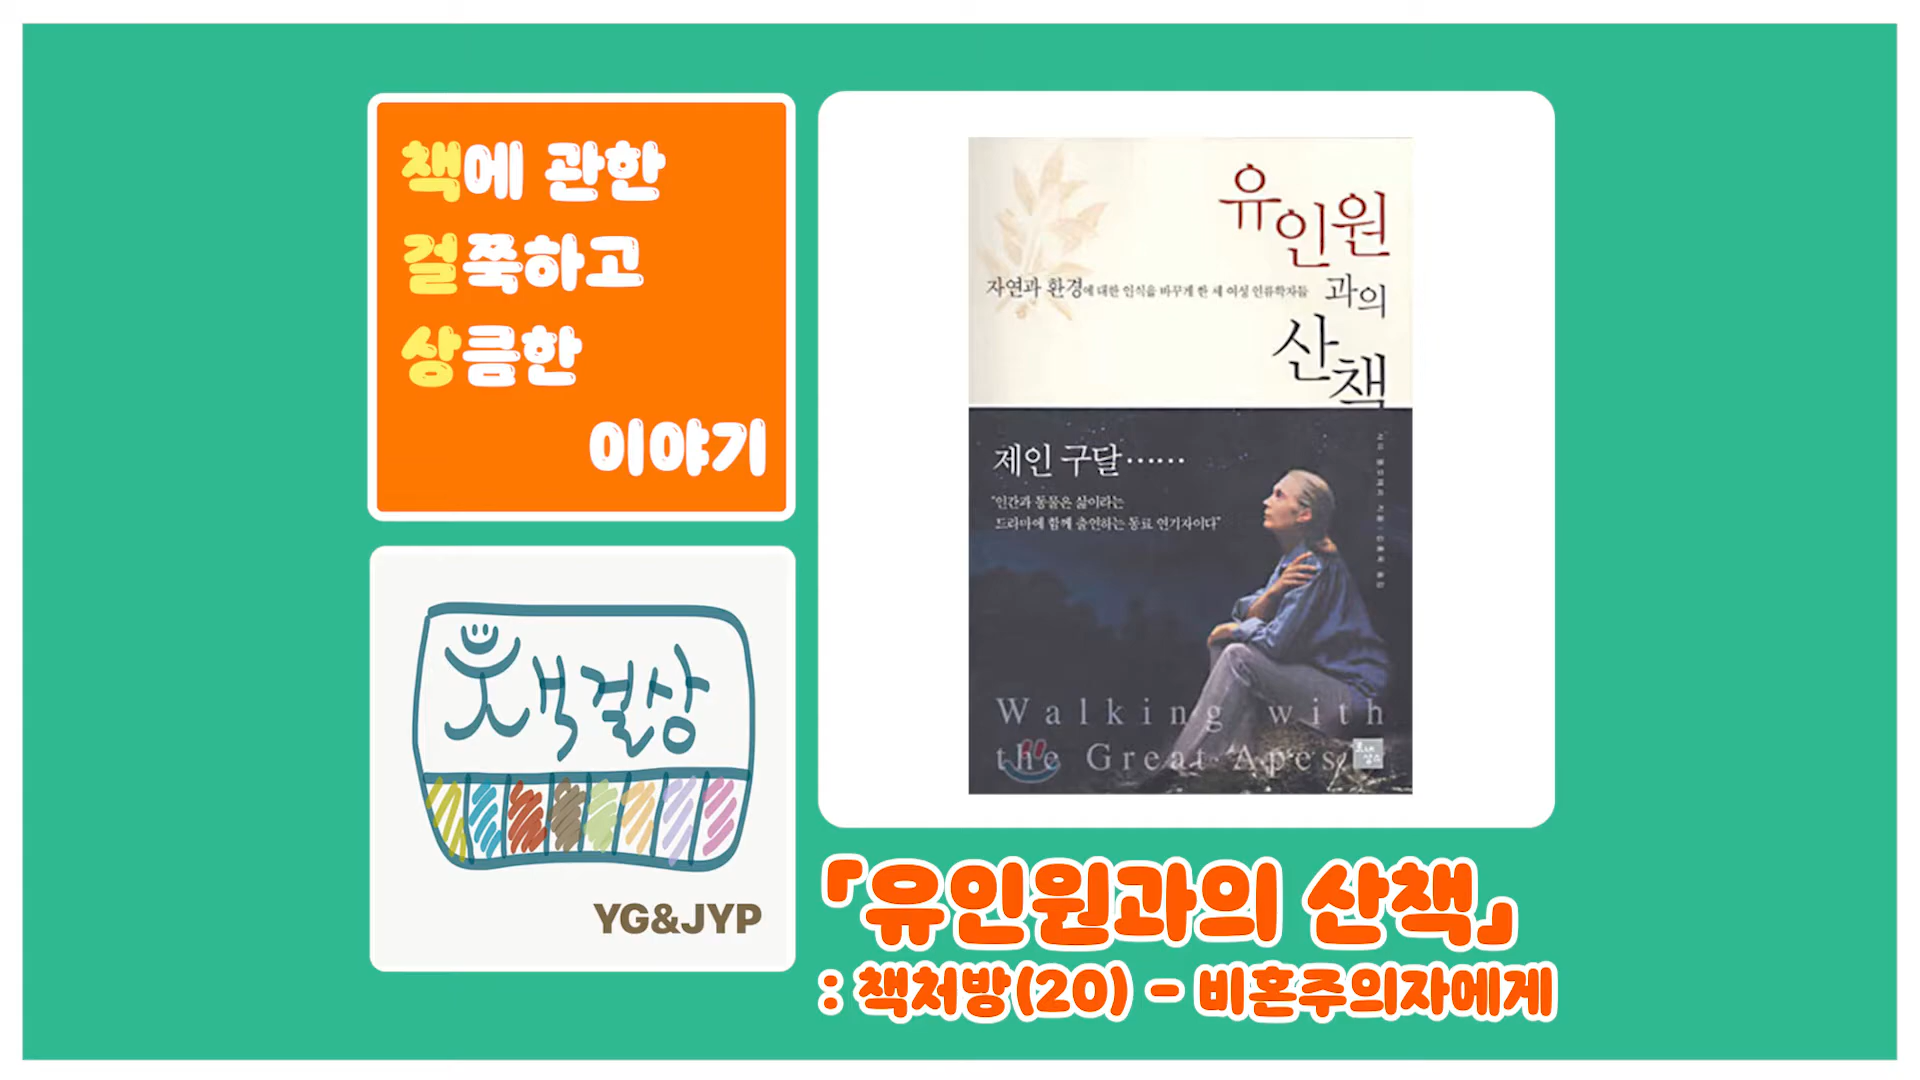 책에 관한
걸쭉하고
상큼한
이야기
책걸상
YG&JYP
유인원
과의
산책
자연과 환경에 대한 인식을 바꾸게 한 세 여성 인류학자들
제인 구달······
"인간과 동물은 삶이라는
드라마에 함께 출연하는 동료 연기자이다"
Walking with
the Great Apes
「유인원과의 산책」
: 책처방(20) - 비혼주의자에게